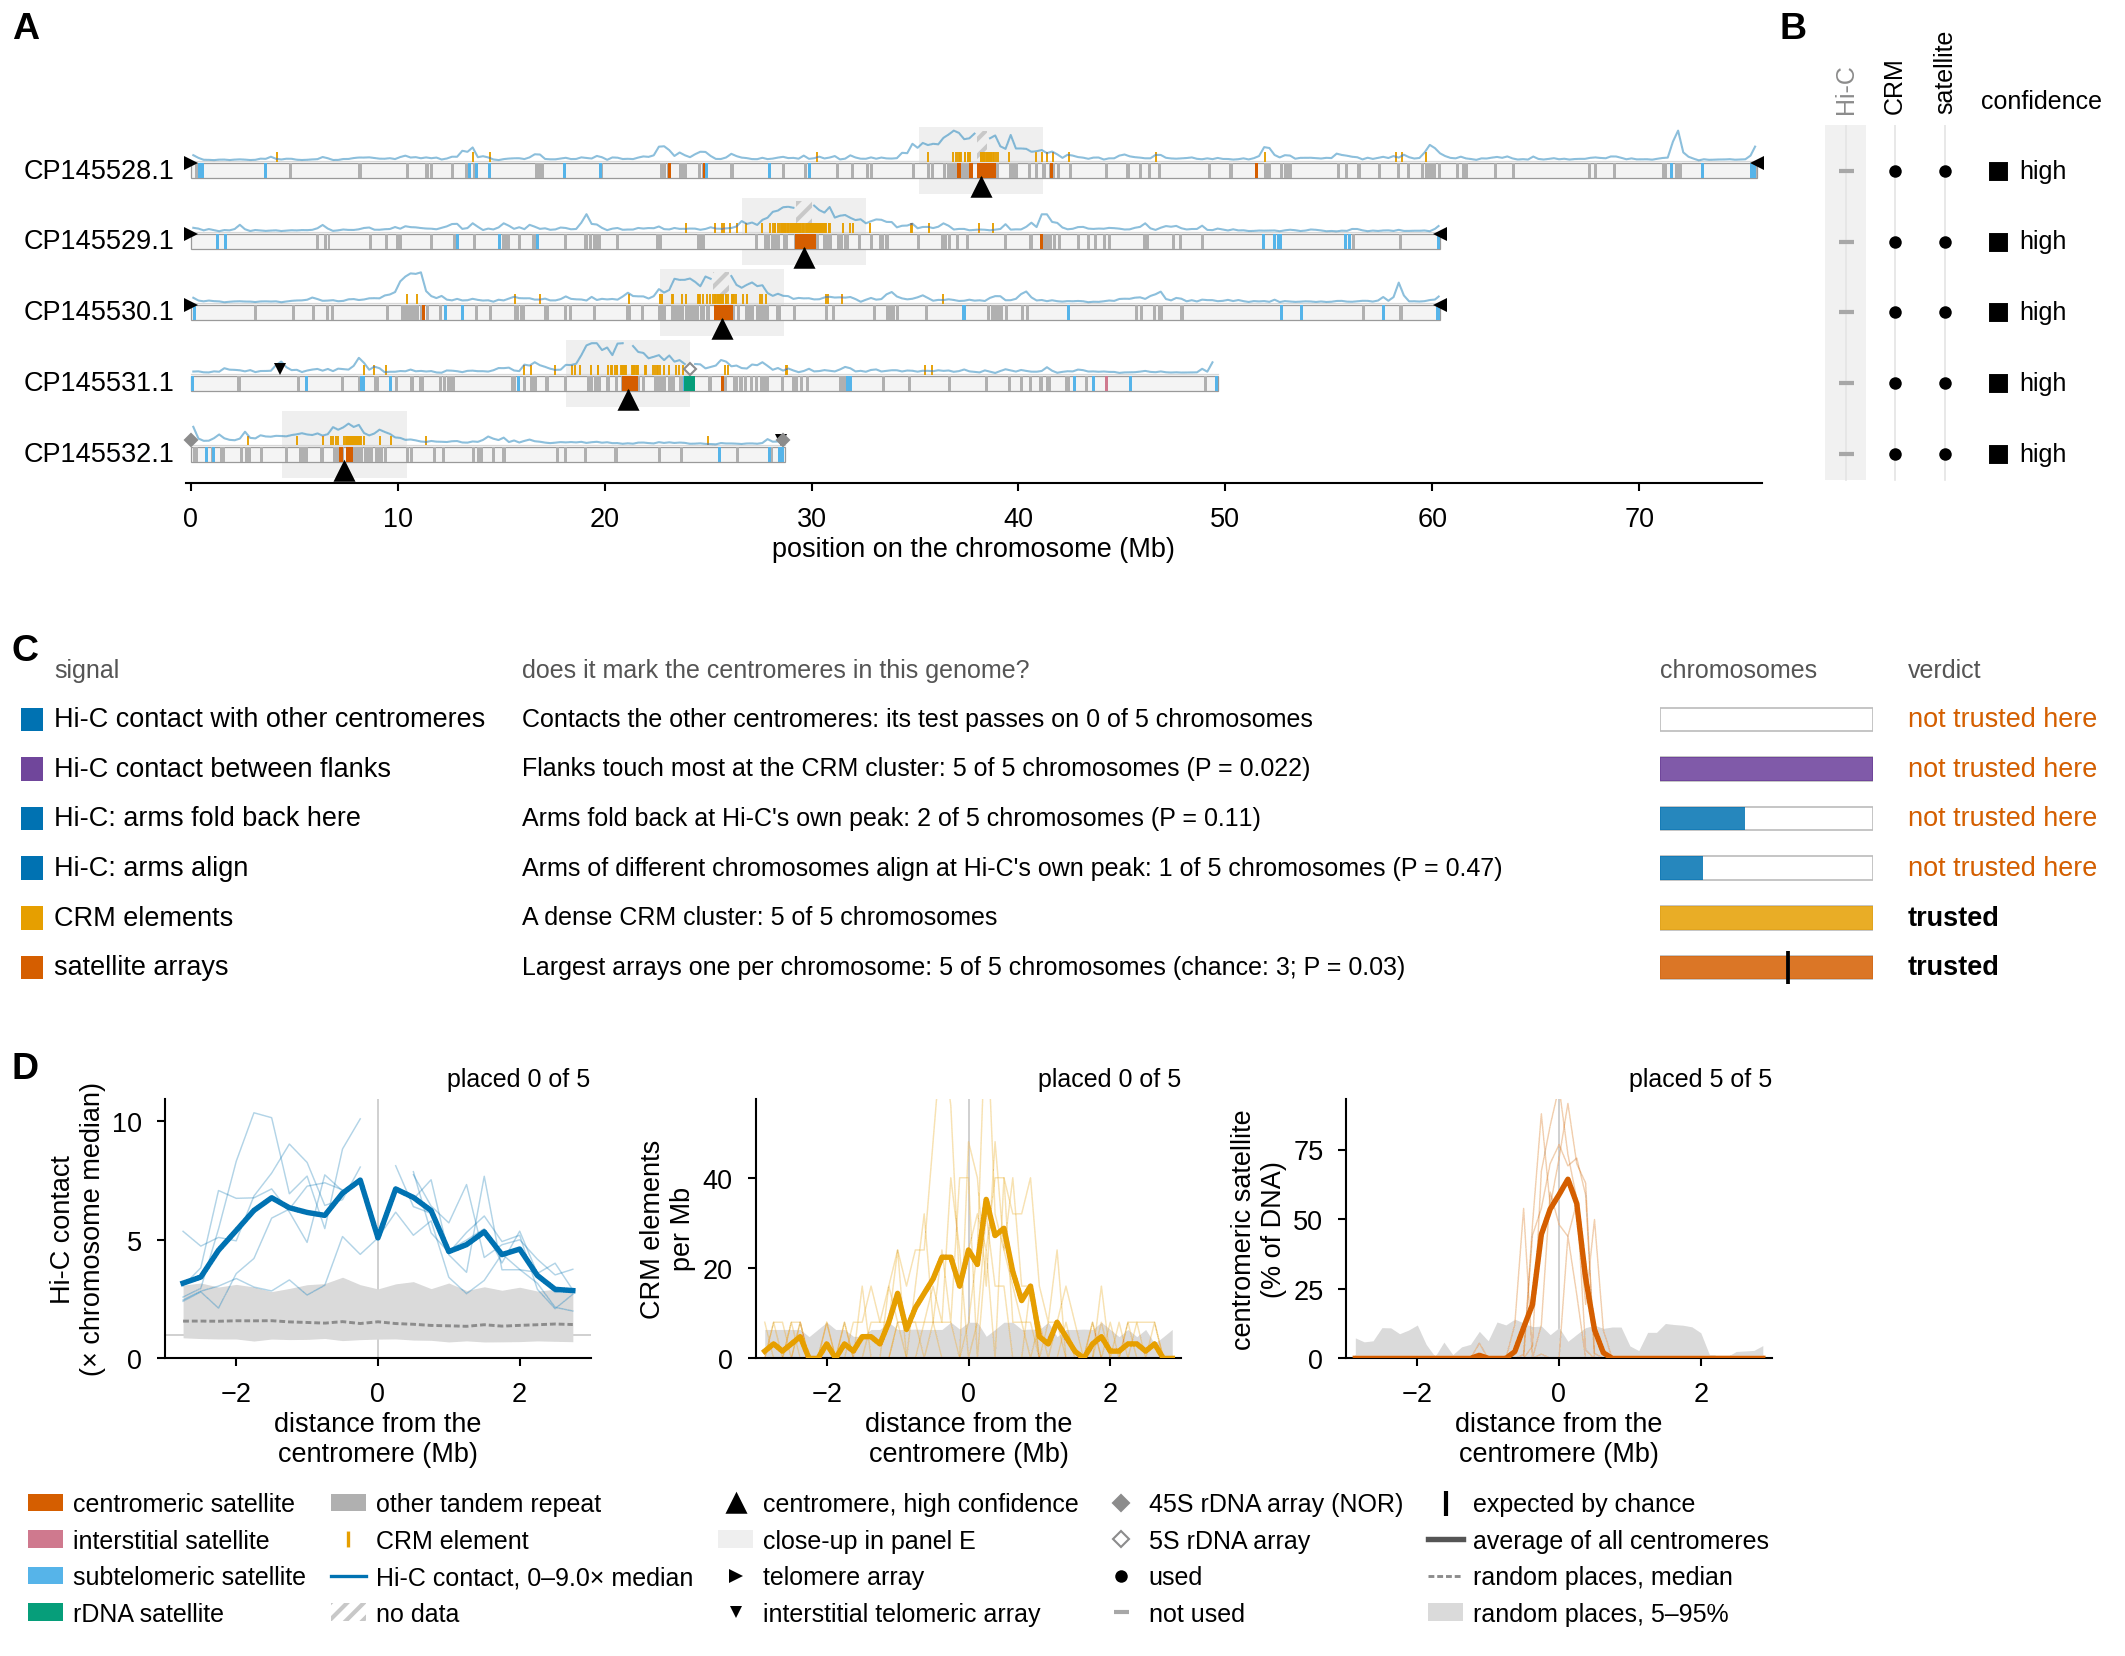 A
B
Hi-C
CRM
satellite
confidence
CP145528.1
high
CP145529.1
high
CP145530.1
high
CP145531.1
high
CP145532.1
high
0 10 20 30 40 50 60 70
position on the chromosome (Mb)
C
signal
does it mark the centromeres in this genome?
chromosomes
verdict
Hi-C contact with other centromeres
Contacts the other centromeres: its test passes on 0 of 5 chromosomes
not trusted here
Hi-C contact between flanks
Flanks touch most at the CRM cluster: 5 of 5 chromosomes (P = 0.022)
not trusted here
Hi-C: arms fold back here
Arms fold back at Hi-C's own peak: 2 of 5 chromosomes (P = 0.11)
not trusted here
Hi-C: arms align
Arms of different chromosomes align at Hi-C's own peak: 1 of 5 chromosomes (P = 0.47)
not trusted here
CRM elements
A dense CRM cluster: 5 of 5 chromosomes
trusted
satellite arrays
Largest arrays one per chromosome: 5 of 5 chromosomes (chance: 3; P = 0.03)
trusted
D
placed 0 of 5
Hi-C contact
(× chromosome median)
10
5
0
−2 0 2
distance from the
centromere (Mb)
placed 0 of 5
CRM elements
per Mb
40
20
0
−2 0 2
distance from the
centromere (Mb)
placed 5 of 5
centromeric satellite
(% of DNA)
75
50
25
0
−2 0 2
distance from the
centromere (Mb)
centromeric satellite
interstitial satellite
subtelomeric satellite
rDNA satellite
other tandem repeat
CRM element
Hi-C contact, 0–9.0× median
no data
centromere, high confidence
close-up in panel E
telomere array
interstitial telomeric array
45S rDNA array (NOR)
5S rDNA array
used
not used
expected by chance
average of all centromeres
random places, median
random places, 5–95%